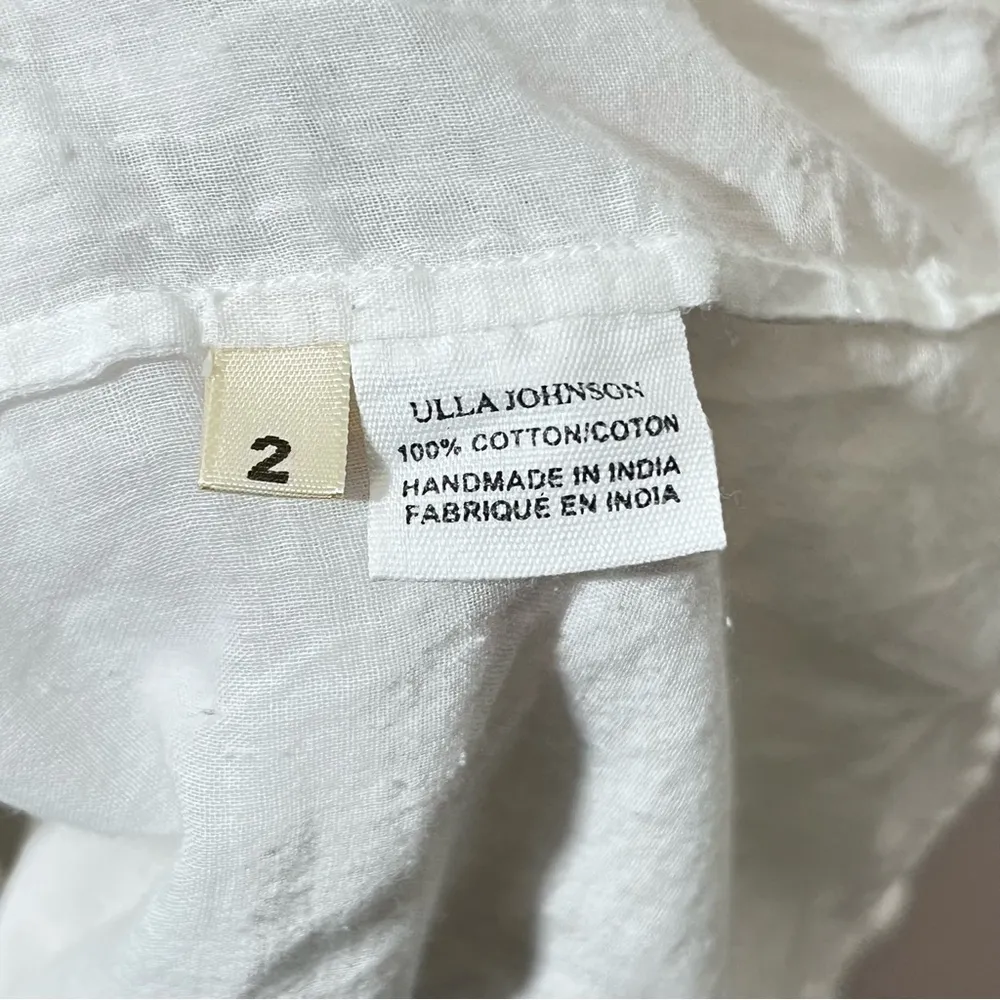 2
ULLA JOHNSON
100% COTTON/COTON
HANDMADE IN INDIA
FABRIQUÉ EN INDIA